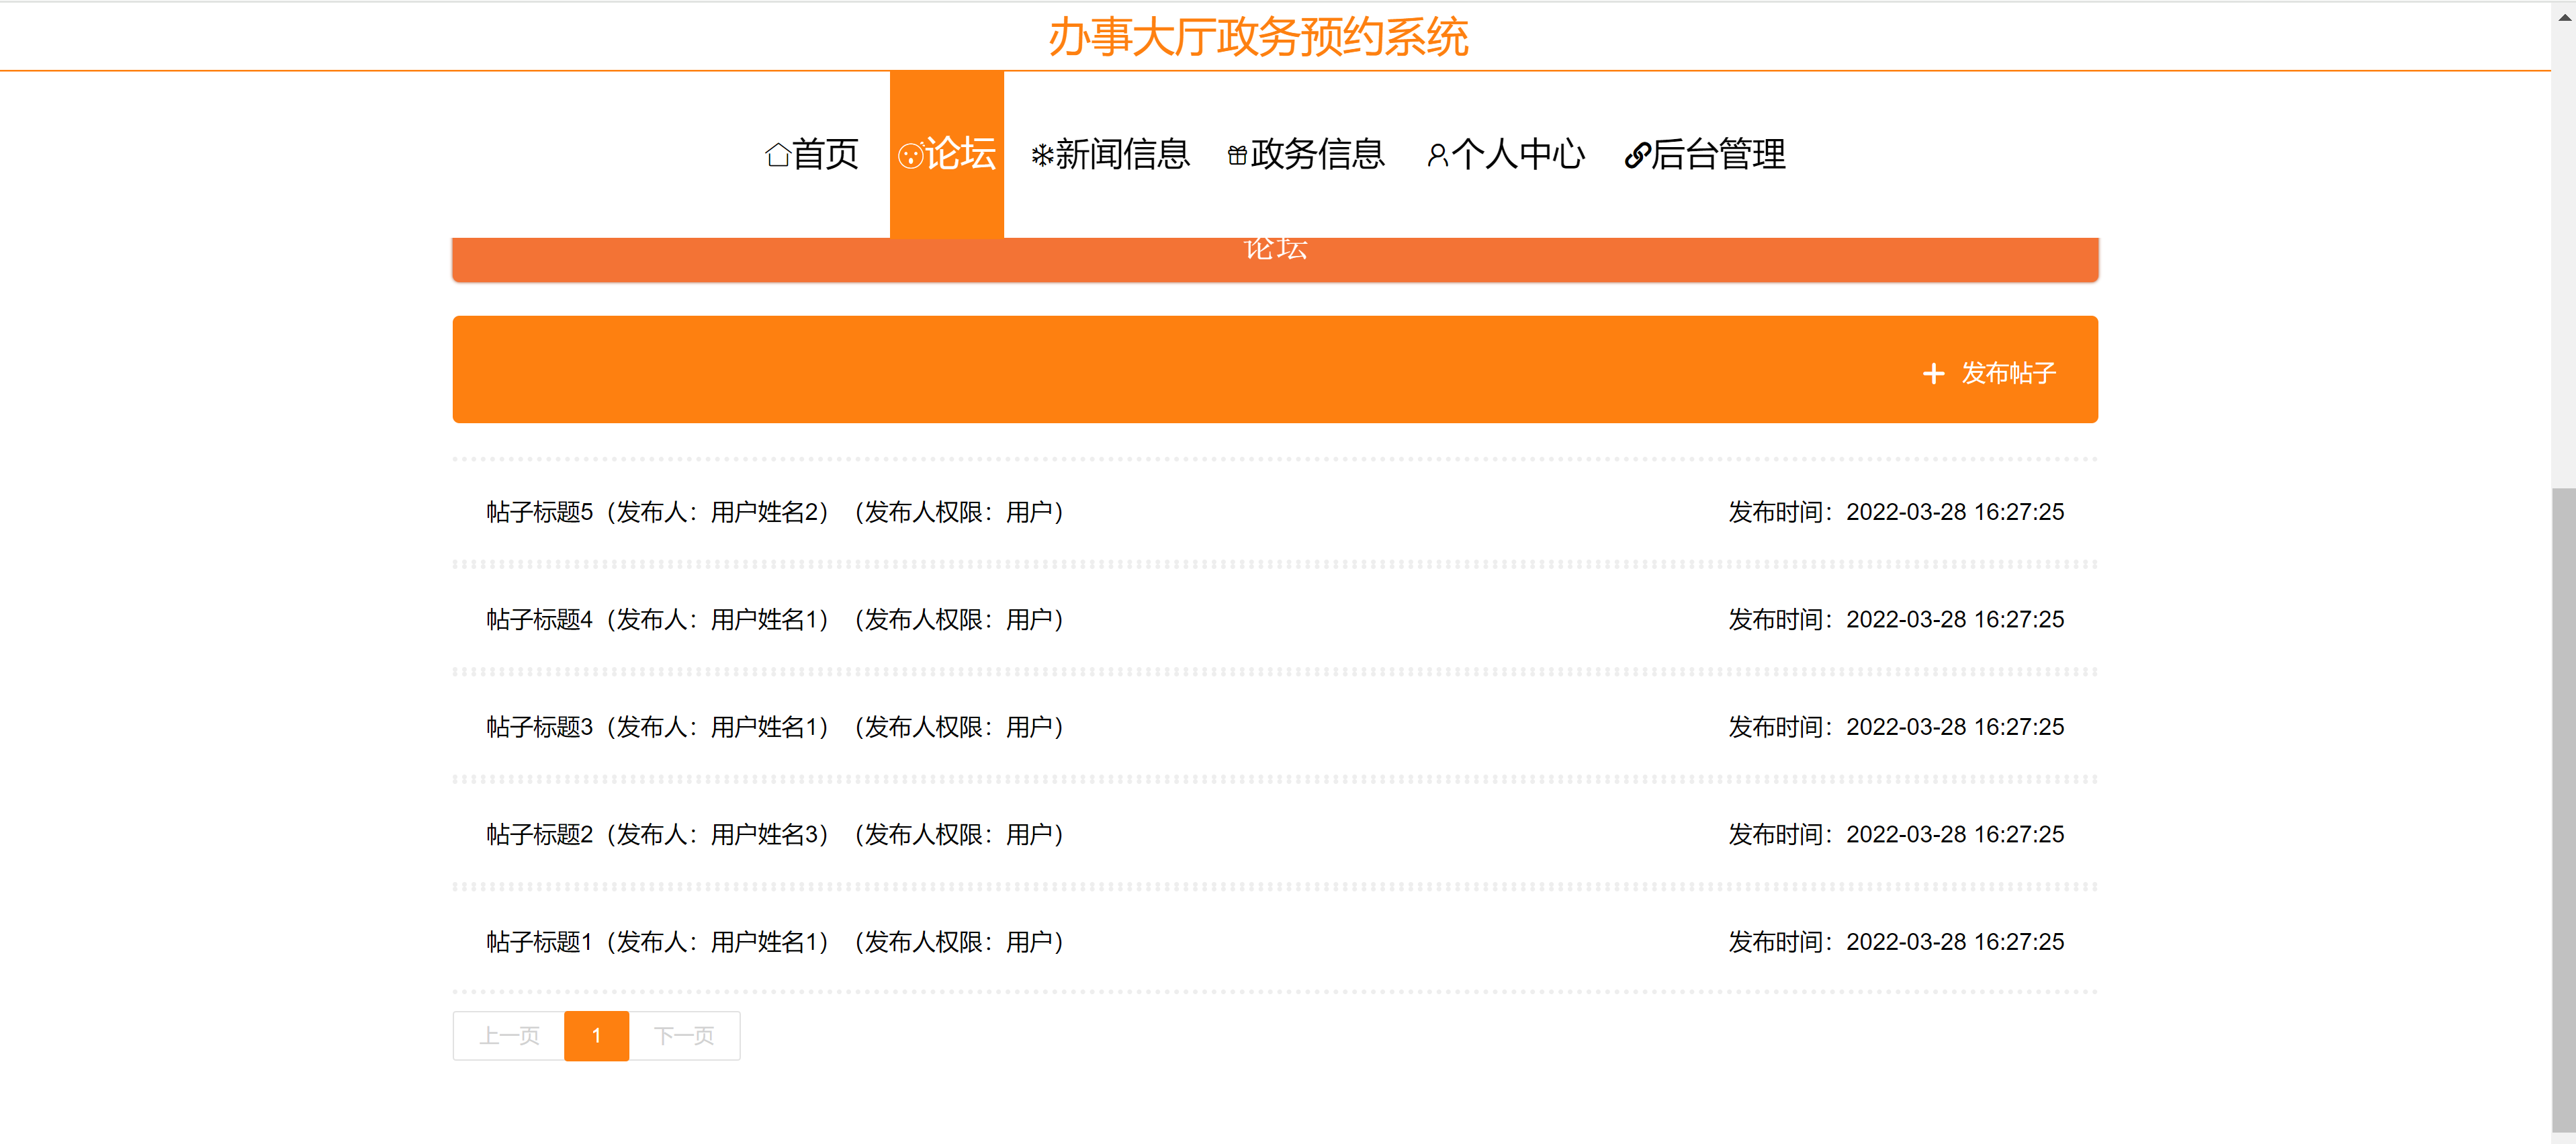 办事大厅政务预约系统
首页 论坛 新闻信息 政务信息 个人中心 后台管理
论坛
发布帖子
帖子标题5（发布人：用户姓名2）（发布人权限：用户） 发布时间：2022-03-28 16:27:25
帖子标题4（发布人：用户姓名1）（发布人权限：用户） 发布时间：2022-03-28 16:27:25
帖子标题3（发布人：用户姓名1）（发布人权限：用户） 发布时间：2022-03-28 16:27:25
帖子标题2（发布人：用户姓名3）（发布人权限：用户） 发布时间：2022-03-28 16:27:25
帖子标题1（发布人：用户姓名1）（发布人权限：用户） 发布时间：2022-03-28 16:27:25
上一页 1 下一页